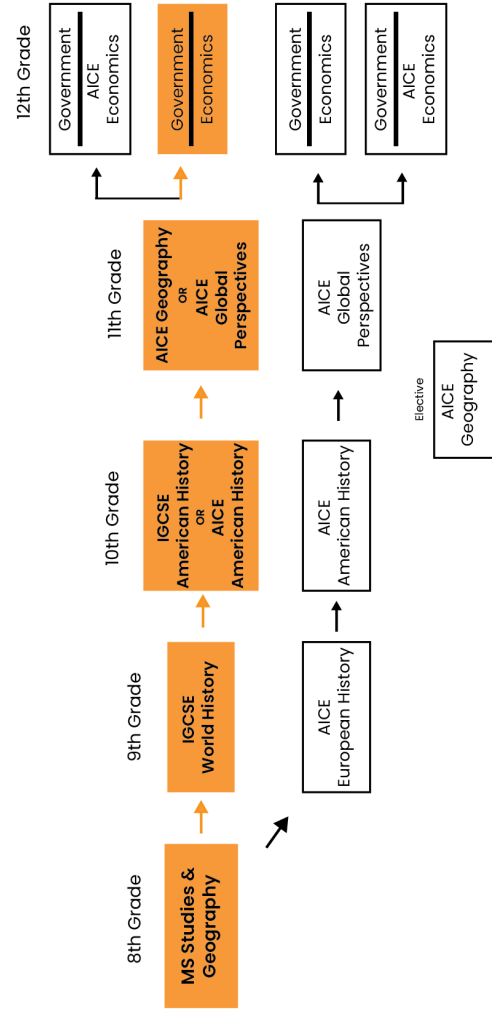 8th Grade
9th Grade
10th Grade
11th Grade
12th Grade
MS Studies &
Geography
IGCSE
World History
IGCSE
American History
OR
AICE
American History
AICE Geography
OR
AICE
Global
Perspectives
Government
AICE
Economics
Government
Economics
AICE
European History
AICE
American History
AICE
Global
Perspectives
Government
Economics
Government
AICE
Economics
Elective
AICE
Geography